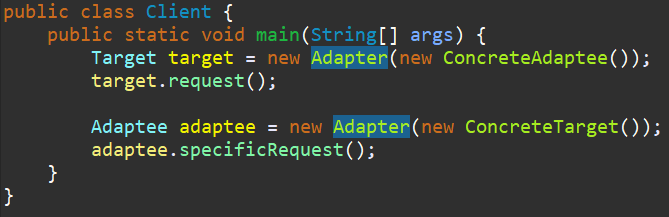 public class Client {
    public static void main(String[] args) {
        Target target = new Adapter(new ConcreteAdaptee());
        target.request();

        Adaptee adaptee = new Adapter(new ConcreteTarget());
        adaptee.specificRequest();
    }
}